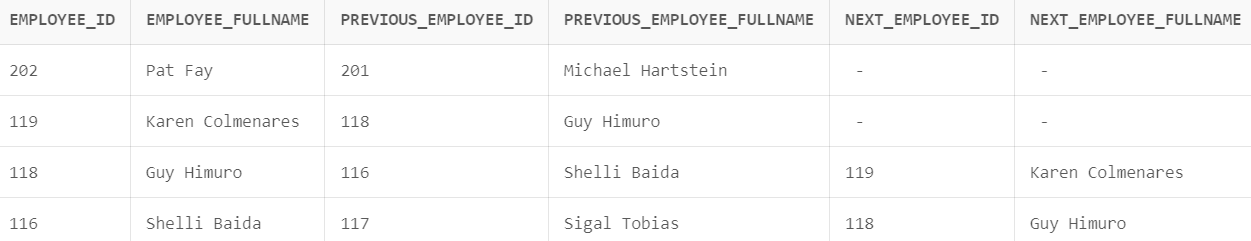 EMPLOYEE_ID EMPLOYEE_FULLNAME PREVIOUS_EMPLOYEE_ID PREVIOUS_EMPLOYEE_FULLNAME NEXT_EMPLOYEE_ID NEXT_EMPLOYEE_FULLNAME
202 Pat Fay 201 Michael Hartstein - -
119 Karen Colmenares 118 Guy Himuro - -
118 Guy Himuro 116 Shelli Baida 119 Karen Colmenares
116 Shelli Baida 117 Sigal Tobias 118 Guy Himuro